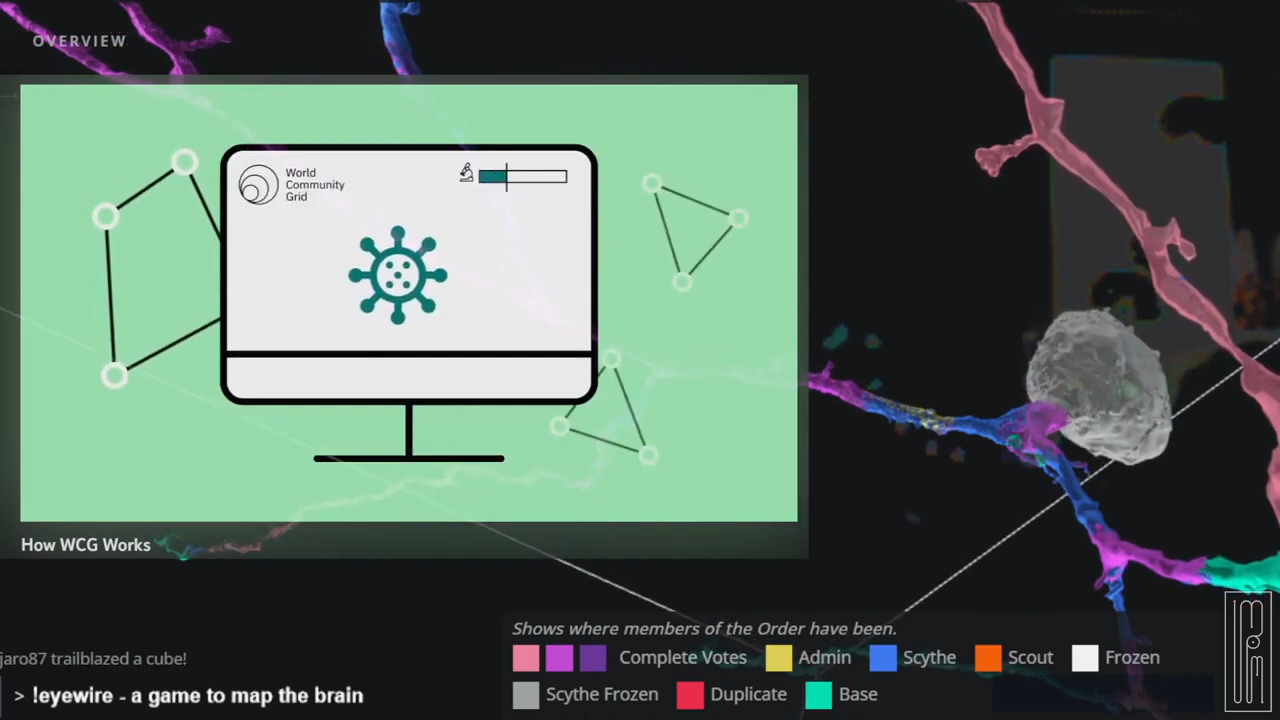 OVERVIEW
World
Community
Grid
How WCG Works
Shows where members of the Order have been.
Complete Votes
Admin
Scythe
Scout
Frozen
Scythe Frozen
Duplicate
Base
jaro87 trailblazed a cube!
> !eyewire - a game to map the brain